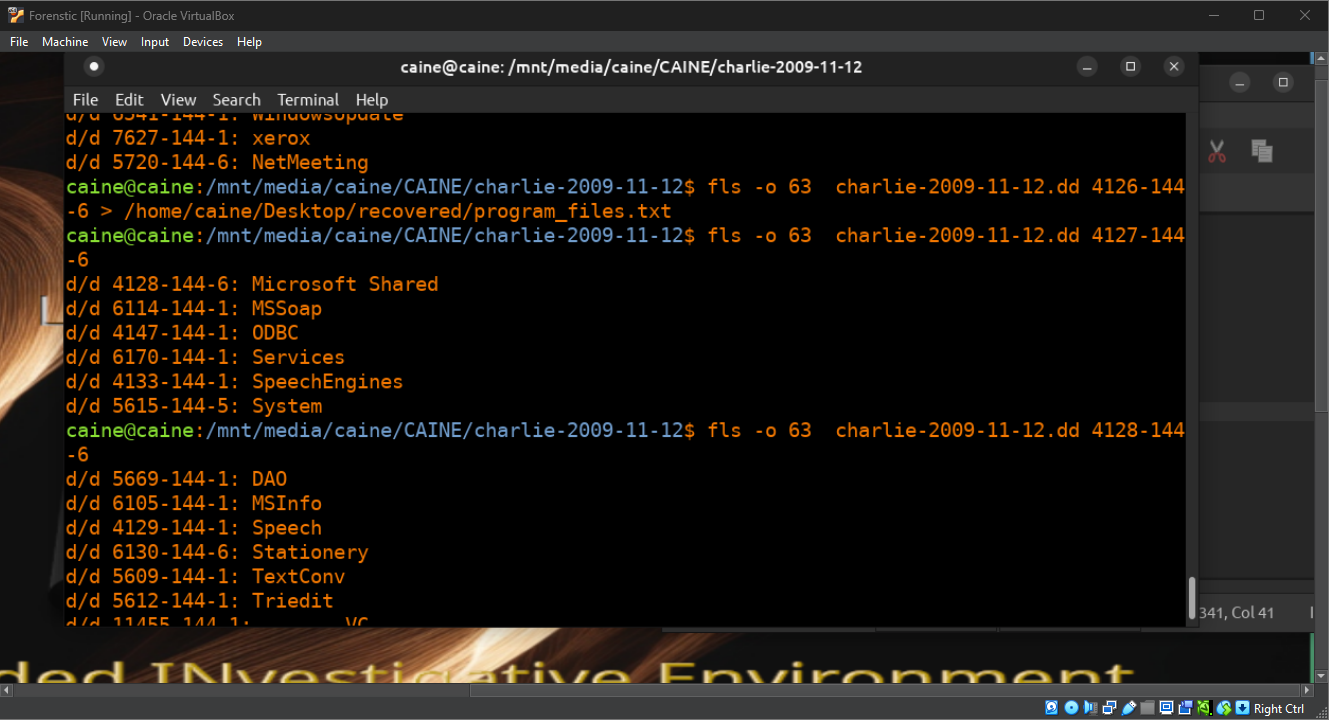 Forenstic [Running] - Oracle VirtualBox
File Machine View Input Devices Help
caine@caine: /mnt/media/caine/CAINE/charlie-2009-11-12
File Edit View Search Terminal Help
d/d 6541-144-1: WindowsUpdate
d/d 7627-144-1: xerox
d/d 5720-144-6: NetMeeting
caine@caine:/mnt/media/caine/CAINE/charlie-2009-11-12$ fls -o 63  charlie-2009-11-12.dd 4126-144
-6 > /home/caine/Desktop/recovered/program_files.txt
caine@caine:/mnt/media/caine/CAINE/charlie-2009-11-12$ fls -o 63  charlie-2009-11-12.dd 4127-144
-6
d/d 4128-144-6: Microsoft Shared
d/d 6114-144-1: MSSoap
d/d 4147-144-1: ODBC
d/d 6170-144-1: Services
d/d 4133-144-1: SpeechEngines
d/d 5615-144-5: System
caine@caine:/mnt/media/caine/CAINE/charlie-2009-11-12$ fls -o 63  charlie-2009-11-12.dd 4128-144
-6
d/d 5669-144-1: DAO
d/d 6105-144-1: MSInfo
d/d 4129-144-1: Speech
d/d 6130-144-6: Stationery
d/d 5609-144-1: TextConv
d/d 5612-144-1: Triedit
d/d 11455-144-1: VC
341, Col 41
ded INvestigative Environment
Right Ctrl